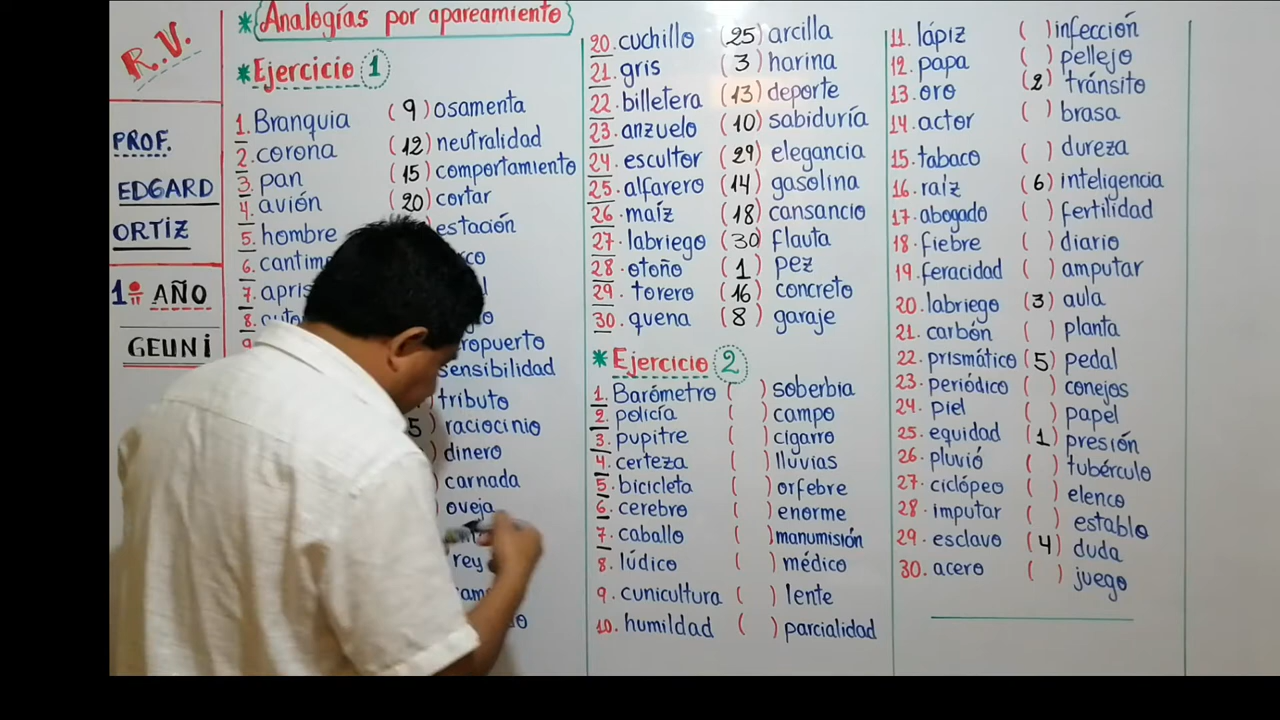 R.V.
PROF.
EDGARD
ORTIZ
1º AÑO
GEUNI
*Analogías por apareamiento
*Ejercicio 1
1. Branquia (9) osamenta
2. corona (12) neutralidad
3. pan (15) comportamiento
4. avión (20) cortar
5. hombre estación
6.
7.
8.
9. ropuerto
sensibilidad
tributo
5) raciocinio
) dinero
) carnada
) oveja
rey
20. cuchillo (25) arcilla
21. gris (3) harina
22. billetera (13) deporte
23. anzuelo (10) sabiduría
24. escultor (29) elegancia
25. alfarero (14) gasolina
26. maíz (18) cansancio
27. labriego (30) flauta
28. otoño (1) pez
29. torero (16) concreto
30. quena (8) garaje
*Ejercicio 2
1. Barómetro ( ) soberbia
2. policía ( ) campo
3. pupitre ( ) cigarro
4. certeza ( ) lluvias
5. bicicleta ( ) orfebre
6. cerebro ( ) enorme
7. caballo ( ) manumisión
8. lúdico ( ) médico
9. cunicultura ( ) lente
10. humildad ( ) parcialidad
11. lápiz ( ) infección
12. papa ( ) pellejo
13. oro (2) tránsito
14. actor ( ) brasa
15. tabaco ( ) dureza
16. raíz (6) inteligencia
17. abogado ( ) fertilidad
18. fiebre ( ) diario
19. feracidad ( ) amputar
20. labriego (3) aula
21. carbón ( ) planta
22. prismático (5) pedal
23. periódico ( ) conejos
24. piel ( ) papel
25. equidad (1) presión
26. pluvió ( ) tubérculo
27. ciclópeo ( ) elenco
28. imputar ( ) establo
29. esclavo (4) duda
30. acero ( ) juego